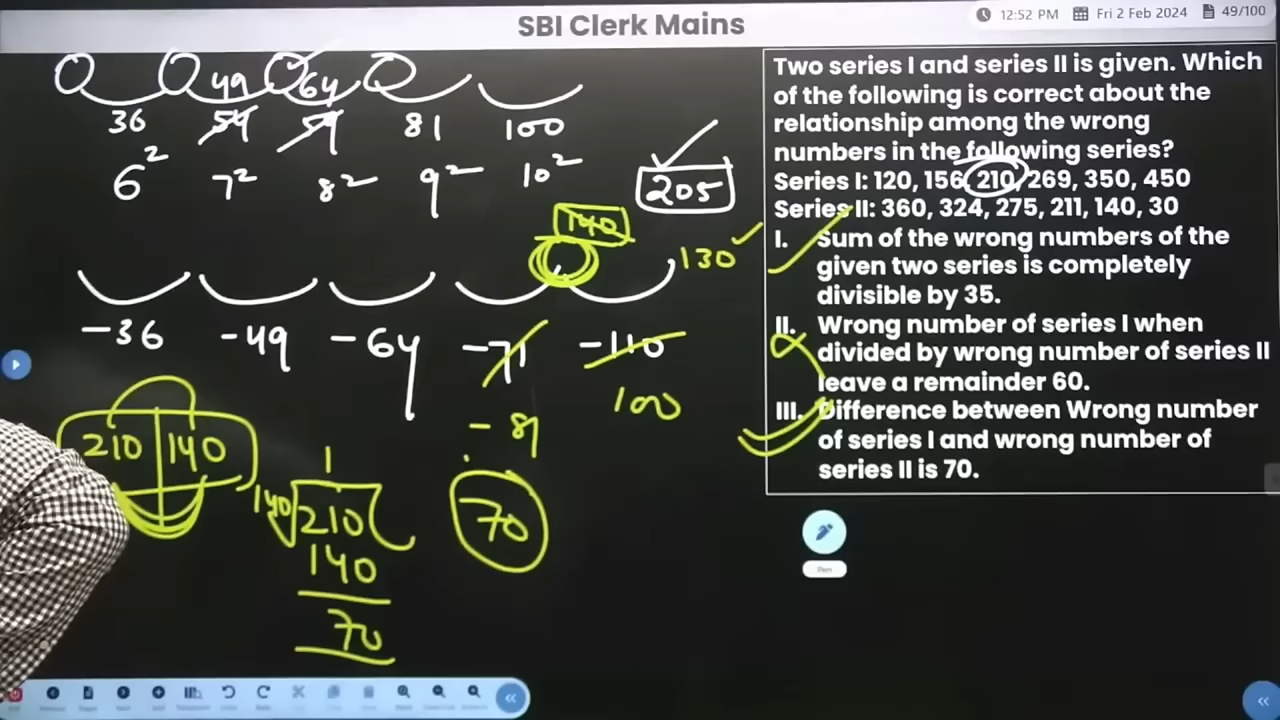 SBI Clerk Mains
12:52 PM Fri 2 Feb 2024 49/100
49 64
36 54 54 81 100
6² 7² 8² 9² 10²
205
140
130
-36 -49 -64 -71 -110
-81 100
210 140
1
140 210
140
70
70
Two series I and series II is given. Which
of the following is correct about the
relationship among the wrong
numbers in the following series?
Series I: 120, 156, 210, 269, 350, 450
Series II: 360, 324, 275, 211, 140, 30
I. Sum of the wrong numbers of the
given two series is completely
divisible by 35.
II. Wrong number of series I when
divided by wrong number of series II
leave a remainder 60.
III. Difference between Wrong number
of series I and wrong number of
series II is 70.
Pen